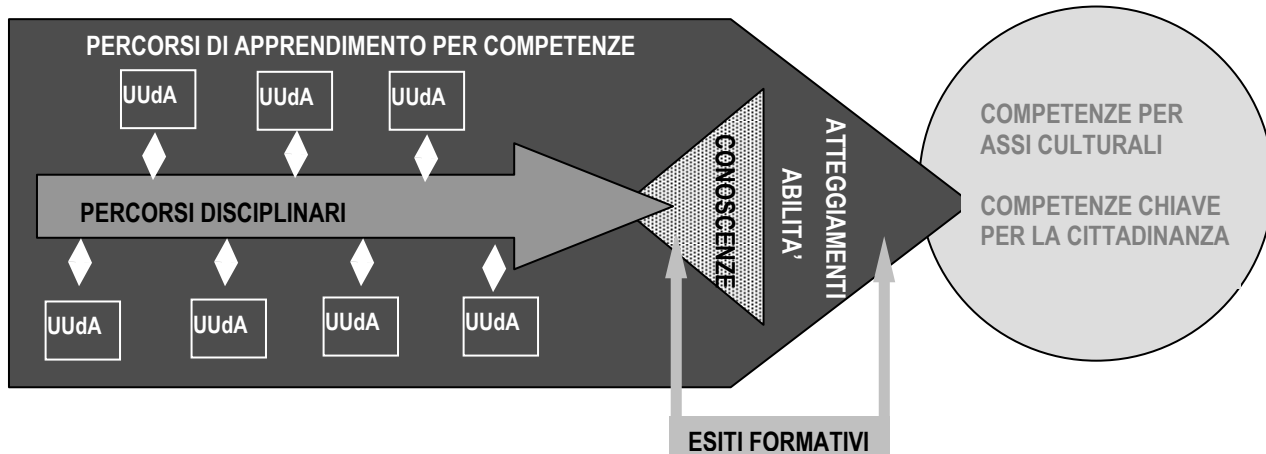 PERCORSI DI APPRENDIMENTO PER COMPETENZE
UUdA
UUdA
UUdA
PERCORSI DISCIPLINARI
UUdA
UUdA
UUdA
UUdA
CONOSCENZE
ABILITA’
ATTEGGIAMENTI
COMPETENZE PER
ASSI CULTURALI
COMPETENZE CHIAVE
PER LA CITTADINANZA
ESITI FORMATIVI